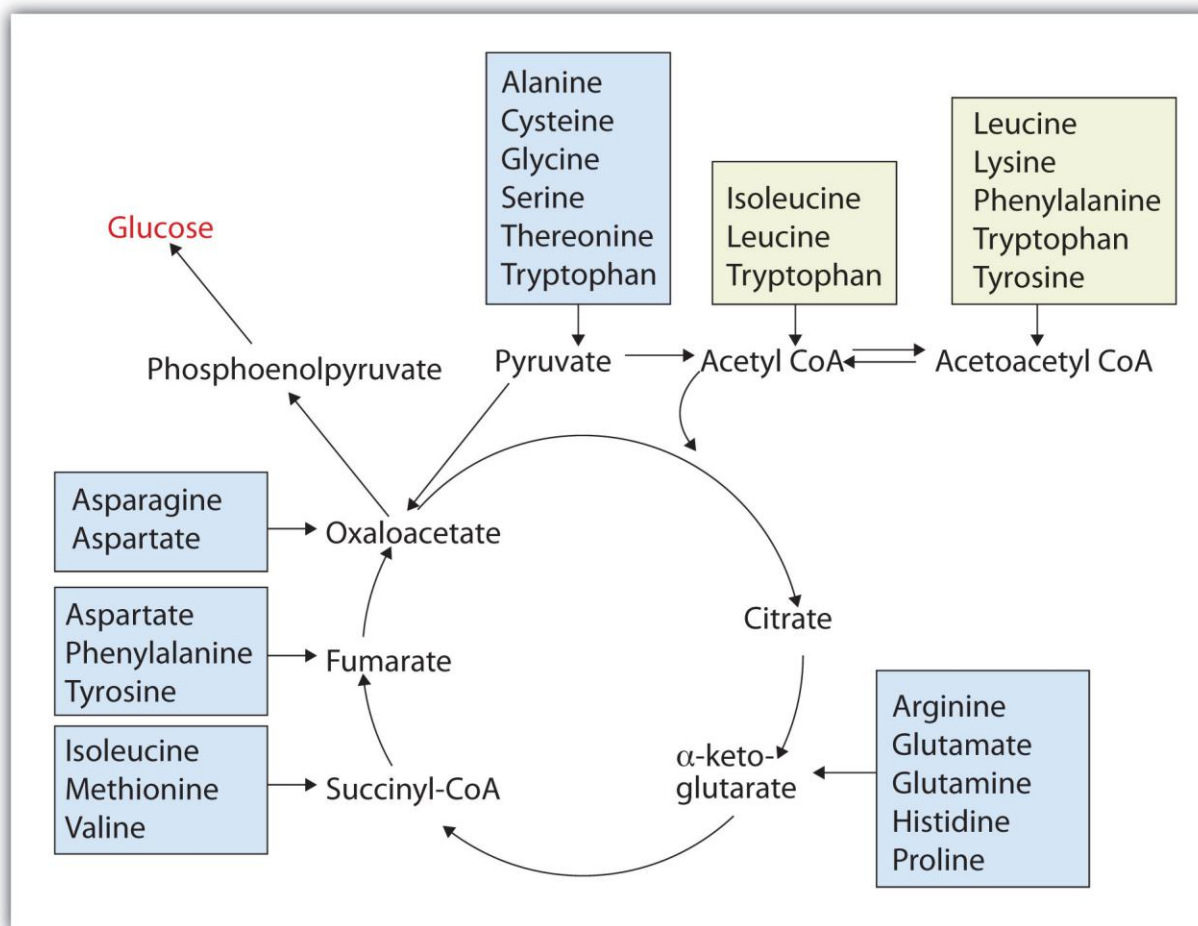 Alanine
Cysteine
Glycine
Serine
Thereonine
Tryptophan
Isoleucine
Leucine
Tryptophan
Leucine
Lysine
Phenylalanine
Tryptophan
Tyrosine
Glucose
Phosphoenolpyruvate
Pyruvate
Acetyl CoA
Acetoacetyl CoA
Asparagine
Aspartate
Oxaloacetate
Aspartate
Phenylalanine
Tyrosine
Fumarate
Citrate
Isoleucine
Methionine
Valine
Succinyl-CoA
α-keto-
glutarate
Arginine
Glutamate
Glutamine
Histidine
Proline